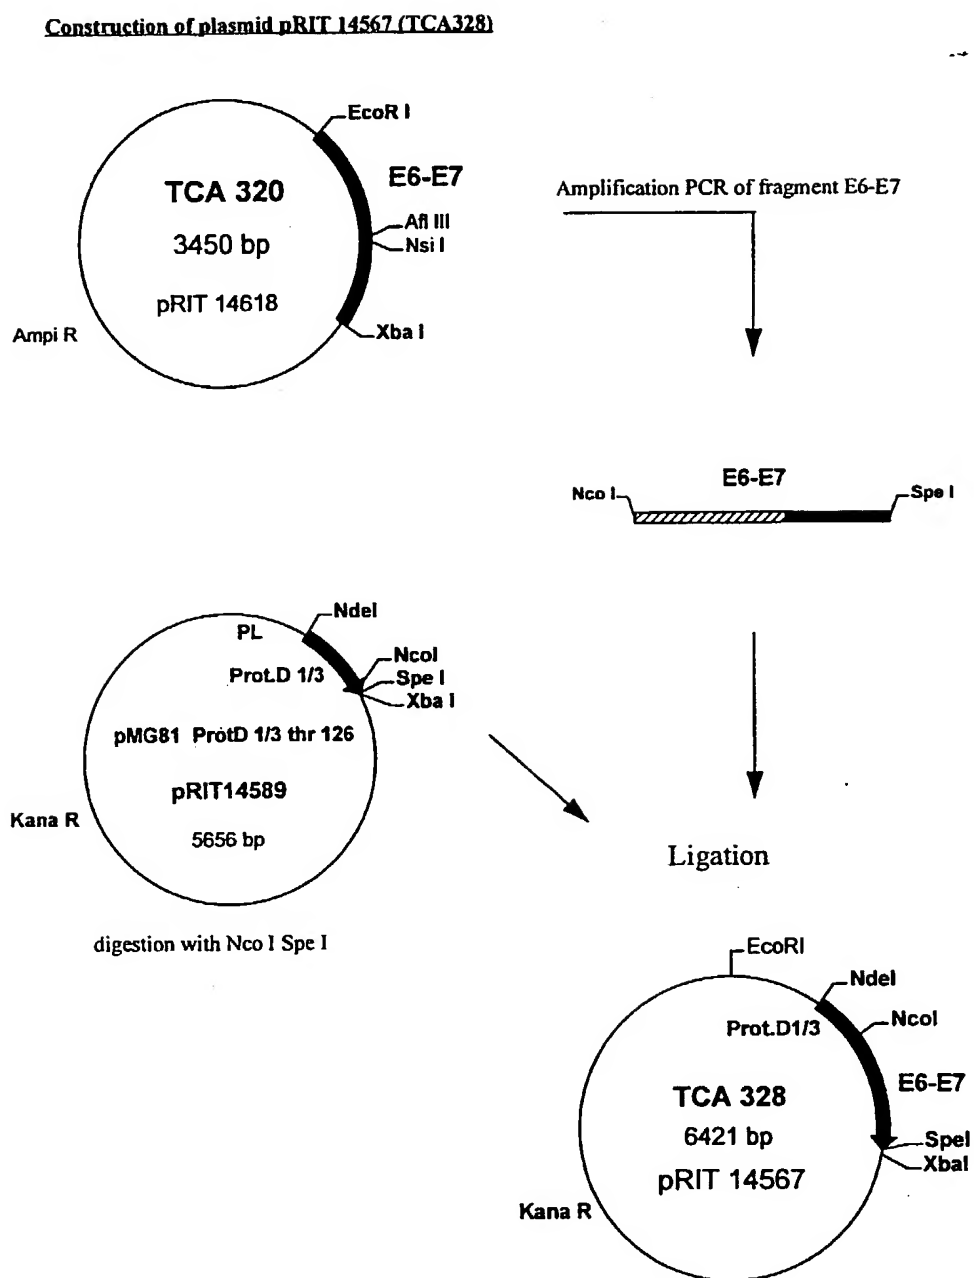 Construction of plasmid pRIT 14567 (TCA328)
EcoR I
TCA 320
E6-E7
3450 bp
Afl III
Nsi I
pRIT 14618
Ampi R
Xba I
Amplification PCR of fragment E6-E7
E6-E7
Nco I
Spe I
NdeI
PL
NcoI
Prot.D 1/3
Spe I
Xba I
pMG81 ProtD 1/3 thr 126
pRIT14589
Kana R
5656 bp
digestion with Nco I Spe I
Ligation
EcoRI
NdeI
Prot.D1/3
NcoI
TCA 328
E6-E7
6421 bp
SpeI
pRIT 14567
XbaI
Kana R